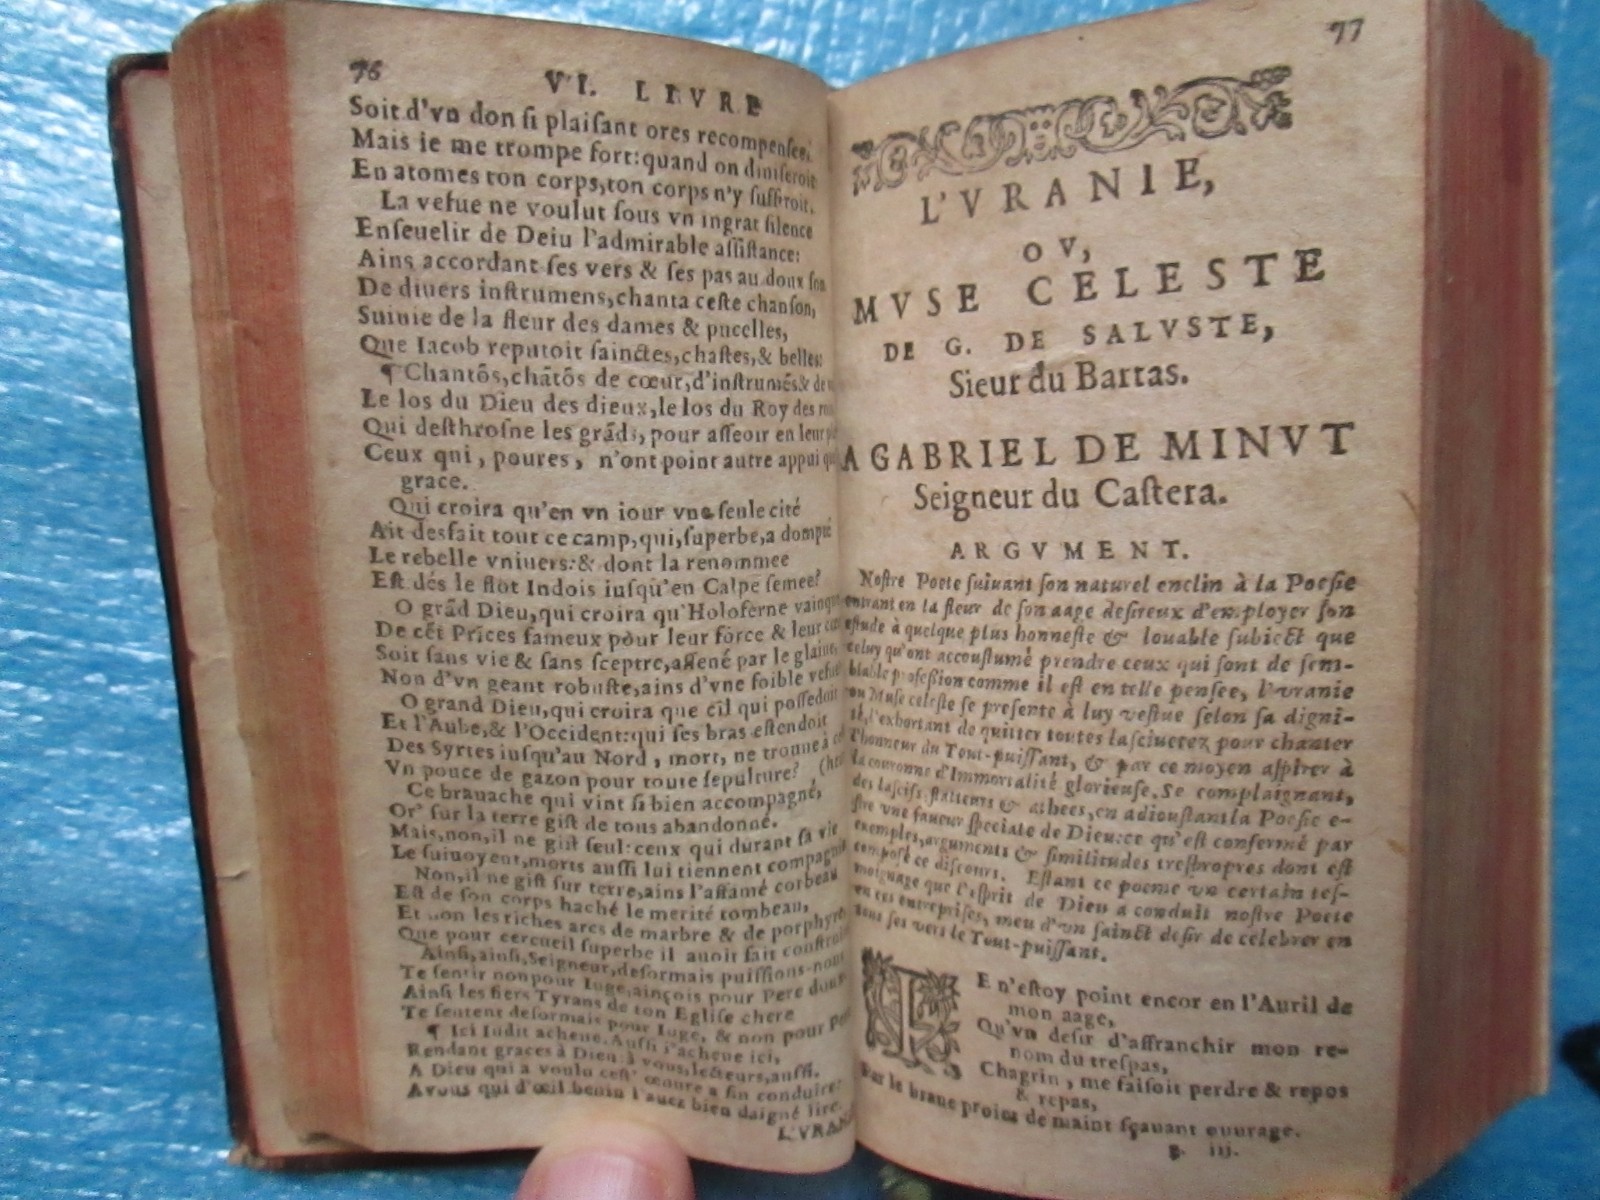 76
VI. LIVRE
Soit d'vn don ſi plaiſant ores recompenſee:
Mais ie me trompe fort: quand on diuiſeroit
En atomes ton corps, ton corps n'y ſuffiroit.
La vefue ne voulut ſous vn ingrat ſilence
Enſeuelir de Deiu l'admirable aſſiſtance:
Ains accordant ſes vers & ſes pas au doux ſon
De diuers inſtrumens, chanta ceſte chanſon,
Suiuie de la fleur des dames & pucelles,
Que Iacob reputoit ſainctes, chaſtes, & belles:
¶ Chantõs, chãtõs de cœur, d'inſtrumẽs & de
Le los du Dieu des dieux, le los du Roy des
Qui deſthroſne les grãds, pour aſſeoir en leur
Ceux qui, poures, n'ont point autre appui
grace.
Qui croira qu'en vn iour vne ſeule cité
Ait desfait tout ce camp, qui, ſuperbe, a dompté
Le rebelle vniuers: & dont la renommee
Eſt dés le flot Indois iuſqu'en Calpe ſemee?
O grãd Dieu, qui croira qu'Holoferne vainqu
De cẽt Prĩces fameux pour leur force & leur
Soit ſans vie & ſans ſceptre, aſſené par le glaiue,
Non d'vn geant robuſte, ains d'vne foible vefue
O grand Dieu, qui croira que cil qui poſſedoit
Et l'Aube, & l'Occident: qui ſes bras eſtendoit
Des Syrtes iuſqu'au Nord, mort, ne trouue à
Vn pouce de gazon pour toute ſepulture?
Ce brauache qui vint ſi bien accompagné,
Or' ſur la terre giſt de tous abandonné.
Mais, non, il ne giſt ſeul: ceux qui durant ſa vie
Le ſuiuoyent, morts auſſi lui tiennent compagnie
Non, il ne giſt ſur terre, ains l'affamé corbeau
Eſt de ſon corps haché le merité tombeau,
Et non les riches arcs de marbre & de porphyre
Que pour cercueil ſuperbe il auoit fait conſtruire
Ainſi, ainſi, Seigneur, deſormais puiſſions-nous
Te ſentir non pour Iuge, ainçois pour Pere doux
Ainſi les fiers Tyrans de ton Egliſe chere
Te ſentent deſormais pour Iuge, & non pour Pere
¶ Ici Iudit acheue. Auſſi i'acheue ici,
Rendant graces à Dieu: à vous, lecteurs, auſſi.
A Dieu qui a voulu ceſt' œuure a fin conduire:
A vous qui d'œil benin l'auez bien daigné lire.
L'VRANI
77
L'VRANIE,
OV,
MVSE CELESTE
DE G. DE SALVSTE,
Sieur du Bartas.
A GABRIEL DE MINVT
Seigneur du Caſtera.
ARGVMENT.
Noſtre Poete ſuiuant ſon naturel enclin à la Poeſie
entrant en la fleur de ſon aage deſireux d'employer ſon
eſtude à quelque plus honneſte & louable ſubiect que
celuy qu'ont accouſtumé prendre ceux qui ſont de ſem-
blable profeßion comme il eſt en telle penſee, l'vranie
ou Muſe celeſte ſe preſente à luy veſtue ſelon ſa digni-
té, l'exhortant de quitter toutes laſciuetez pour chanter
l'honneur du Tout-puiſſant, & par ce moyen aſpirer à
la couronne d'Immortalité glorieuſe. Se complaignant,
des laſcifs flatteurs & athees, en adiouſtant la Poeſie e-
ſtre vne faueur ſpeciale de Dieu: ce qu'eſt confermé par
exemples, arguments & ſimilitudes treſpropres dont eſt
compoſé ce diſcours. Eſtant ce poeme vn certain teſ-
moignage que l'eſprit de Dieu a conduit noſtre Poete
en ces entrepriſes, meu d'vn ſainct deſir de celebrer en
tous ſes vers le Tout-puiſſant.
IE n'eſtoy point encor en l'Auril de
mon aage,
Qu'vn deſir d'affranchir mon re-
nom du treſpas,
Chagrin, me faiſoit perdre & repos
& repas,
Par le braue proiet de maint ſçauant ouurage.
iij.